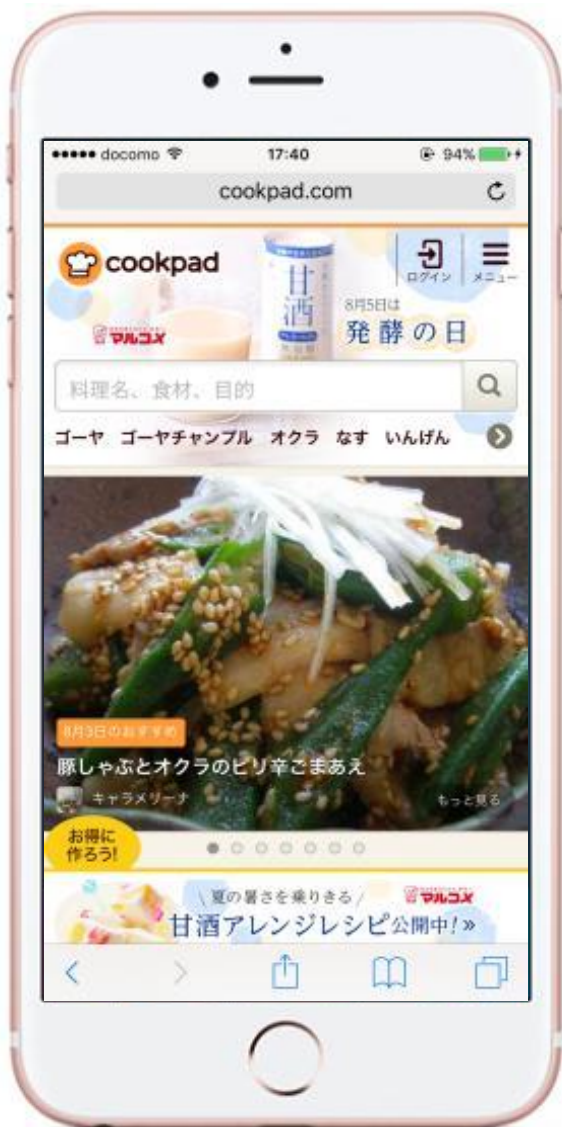 docomo 17:40 94%
cookpad.com
cookpad
ログイン メニュー
甘酒
8月5日は
発酵の日
マルコメ
料理名、食材、目的
ゴーヤ ゴーヤチャンプル オクラ なす いんげん
8月3日のおすすめ
豚しゃぶとオクラのピリ辛ごまあえ
キャラメリーナ もっと見る
お得に
作ろう!
\ 夏の暑さを乗りきる / マルコメ
甘酒アレンジレシピ公開中!»